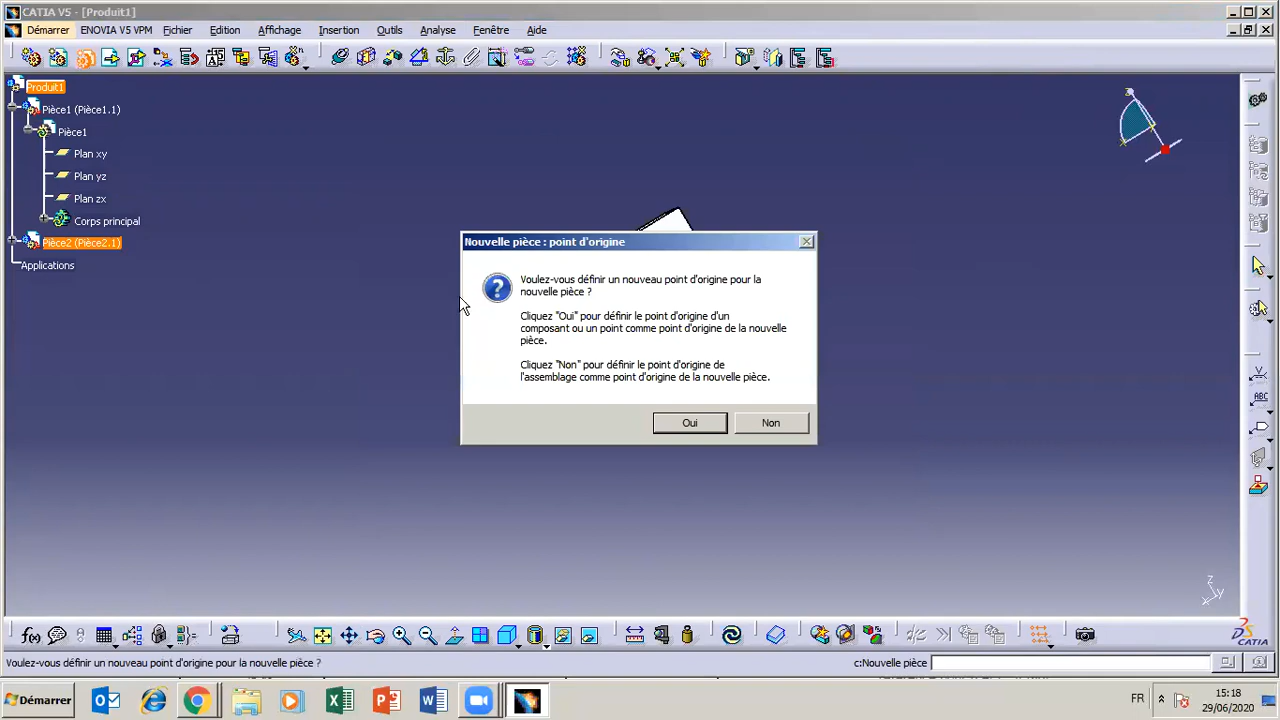 CATIA V5 - [Produit1]
Démarrer ENOVIA V5 VPM Fichier Edition Affichage Insertion Outils Analyse Fenêtre Aide
Produit1
Pièce1 (Pièce1.1)
Pièce1
Plan xy
Plan yz
Plan zx
Corps principal
Pièce2 (Pièce2.1)
Applications
Nouvelle pièce : point d'origine
Voulez-vous définir un nouveau point d'origine pour la
nouvelle pièce ?
Cliquez "Oui" pour définir le point d'origine d'un
composant ou un point comme point d'origine de la nouvelle
pièce.
Cliquez "Non" pour définir le point d'origine de
l'assemblage comme point d'origine de la nouvelle pièce.
Oui Non
ABC
z
y
x
f(x)
CATIA
Voulez-vous définir un nouveau point d'origine pour la nouvelle pièce ? c:Nouvelle pièce
Démarrer FR 15:18
29/06/2020